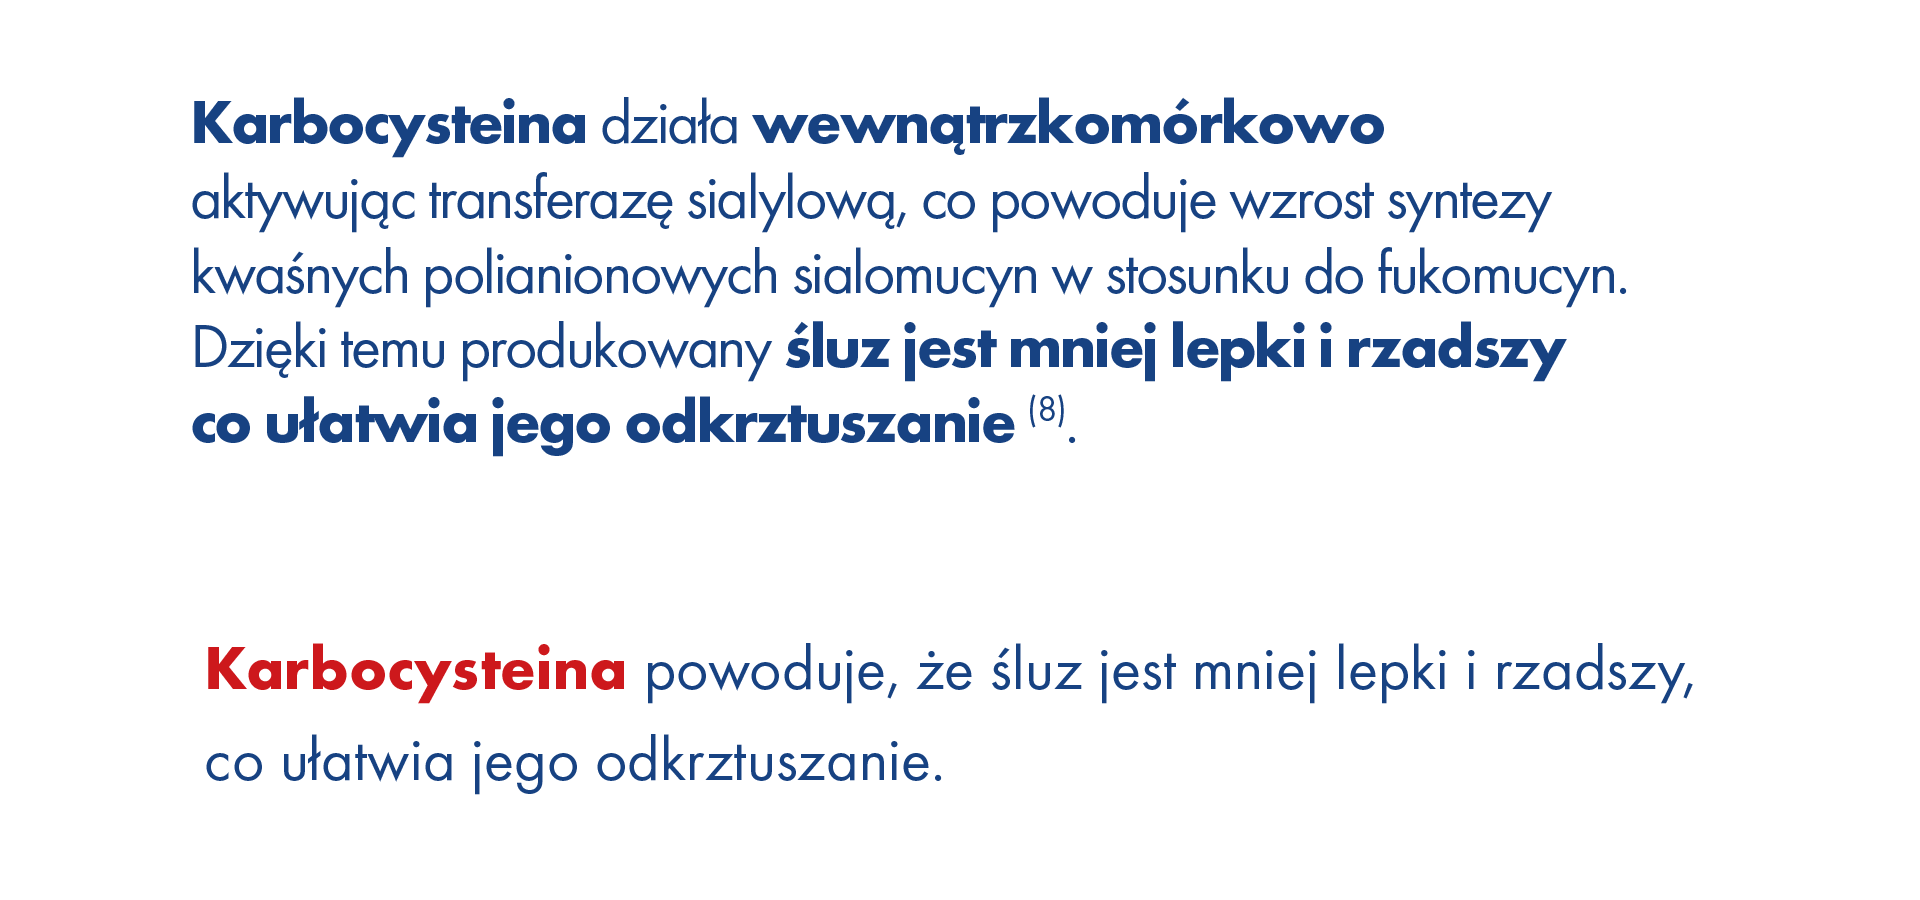 Karbocysteina działa wewnątrzkomórkowo
aktywując transferazę sialylową, co powoduje wzrost syntezy
kwaśnych polianionowych sialomucyn w stosunku do fukomucyn.
Dzięki temu produkowany śluz jest mniej lepki i rzadszy
co ułatwia jego odkrztuszanie (8).
Karbocysteina powoduje, że śluz jest mniej lepki i rzadszy,
co ułatwia jego odkrztuszanie.